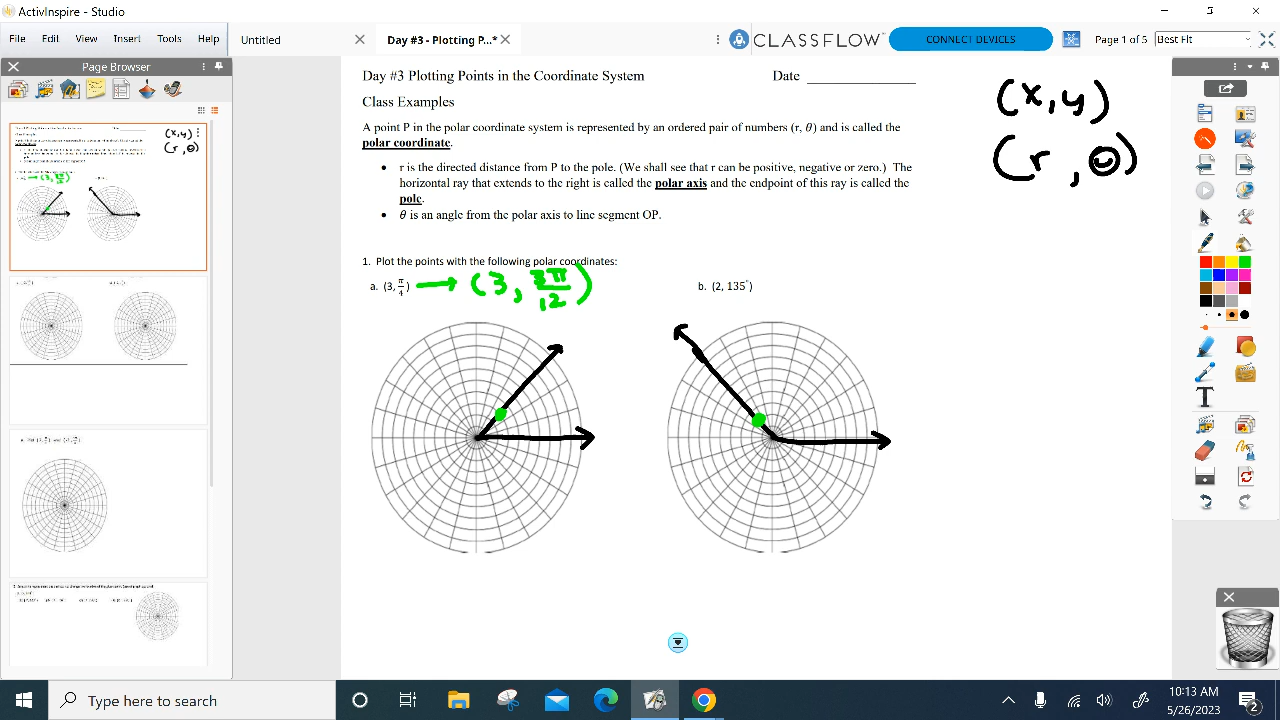 ActivInspire - Studio
File Edit View Insert Tools Help
Untitled
Day #3 - Plotting P...*
CLASSFLOW
CONNECT DEVICES
Page 1 of 5
Best Fit
Page Browser
Day #3 Plotting Points in the Coordinate System Date ____________
Class Examples
A point P in the polar coordinate system is represented by an ordered pair of numbers (r, θ) and is called the
polar coordinate.
• r is the directed distance from P to the pole. (We shall see that r can be positive, negative or zero.) The
horizontal ray that extends to the right is called the polar axis and the endpoint of this ray is called the
pole.
• θ is an angle from the polar axis to line segment OP.
(x,y)
(r,θ)
1. Plot the points with the following polar coordinates:
a. (3, π/4) → (3, 3π/12)
b. (2, 135°)
Type here to search
10:13 AM
5/26/2023
2